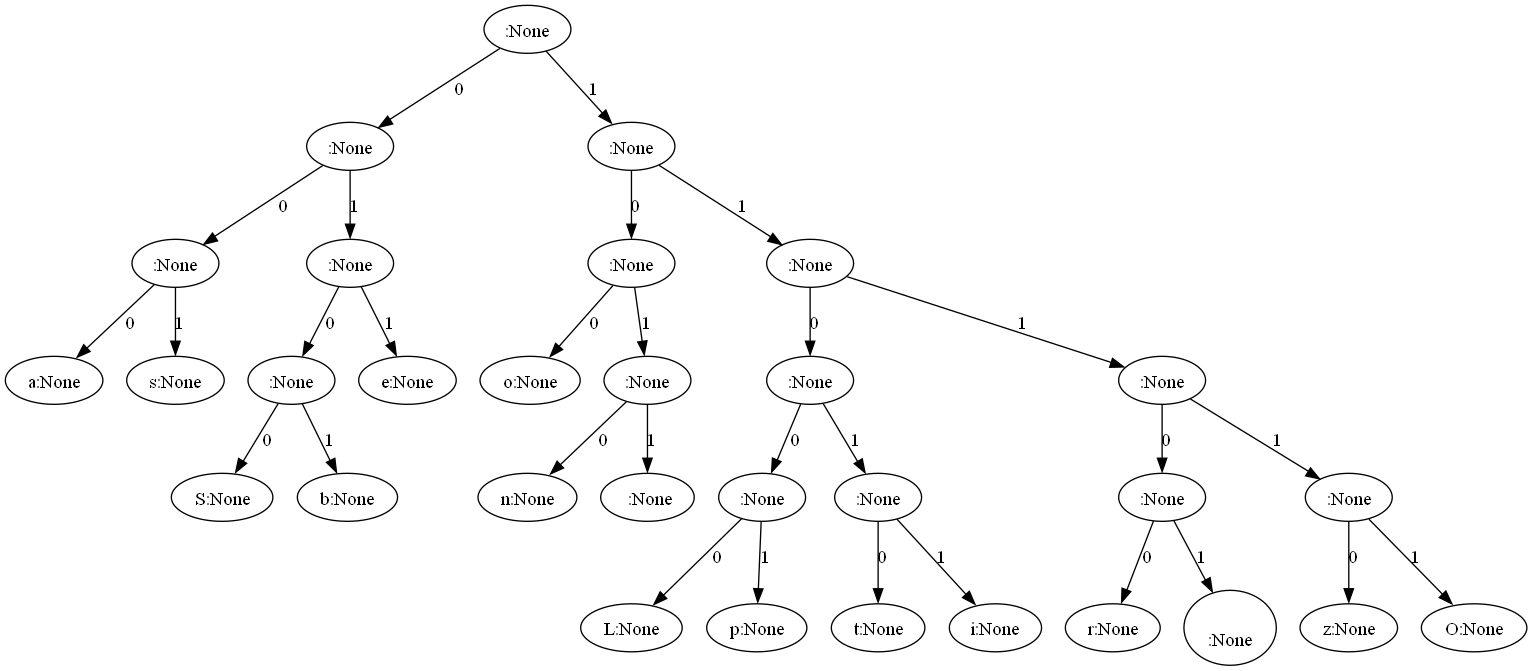 :None
0 1
:None :None
0 1 0 1
:None :None :None :None
0 1 0 1 0 1 0 1
a:None s:None :None e:None o:None :None :None :None
0 1 0 1 0 1 0 1
S:None b:None n:None :None :None :None :None :None
0 1 0 1 0 1 0 1
L:None p:None t:None i:None r:None :None z:None O:None